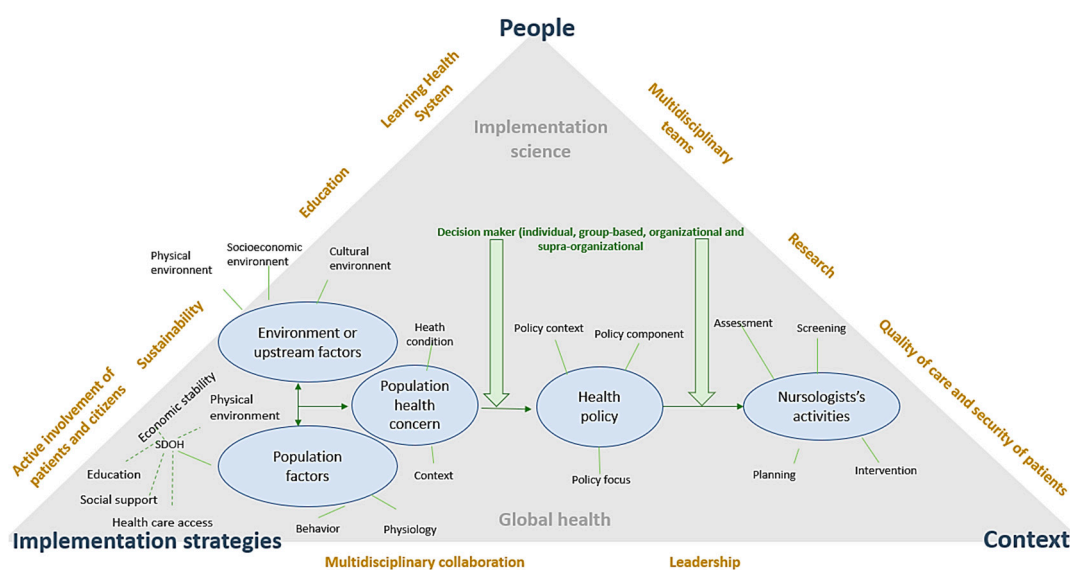 People
Learning Health
System
Multidisciplinary
teams
Implementation
science
Education
Decision maker (individual, group-based, organizational and
supra-organizational
Research
Physical
environment
Socioeconomic
environment
Cultural
environment
Sustainability
Environment or
upstream factors
Heath
condition
Policy context
Policy component
Assessment
Screening
Quality of care and security of patients
Active involvement of
patients and citizens
Economic stability
Physical
environment
SDOH
Education
Social support
Health care access
Population
health
concern
Health
policy
Nursologists's
activities
Population
factors
Context
Policy focus
Planning
Intervention
Behavior
Physiology
Global health
Implementation strategies
Context
Multidisciplinary collaboration
Leadership